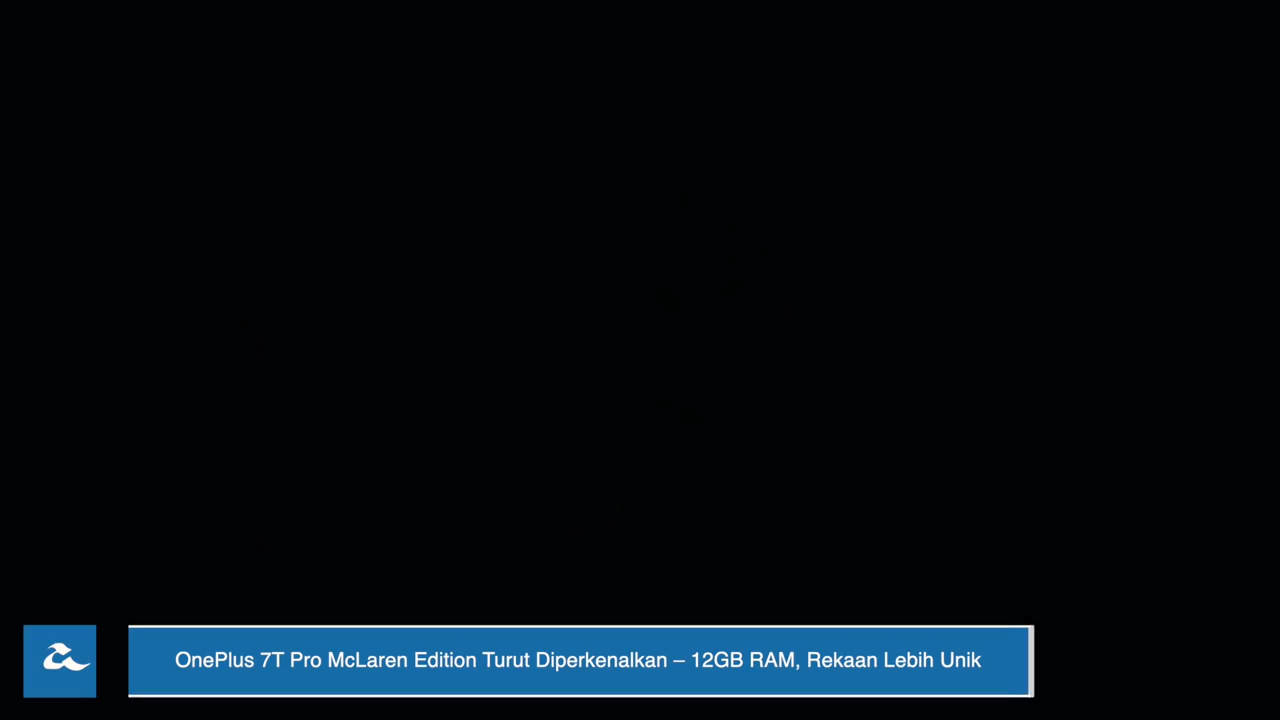 OnePlus 7T Pro McLaren Edition Turut Diperkenalkan – 12GB RAM, Rekaan Lebih Unik